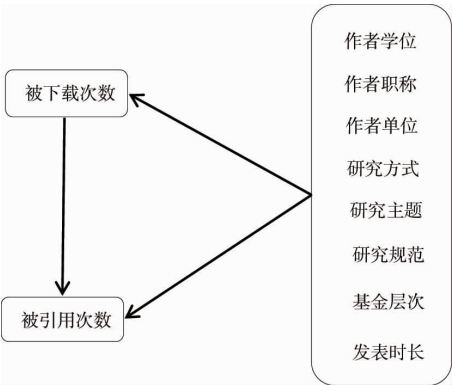 被下载次数
被引用次数
作者学位
作者职称
作者单位
研究方式
研究主题
研究规范
基金层次
发表时长